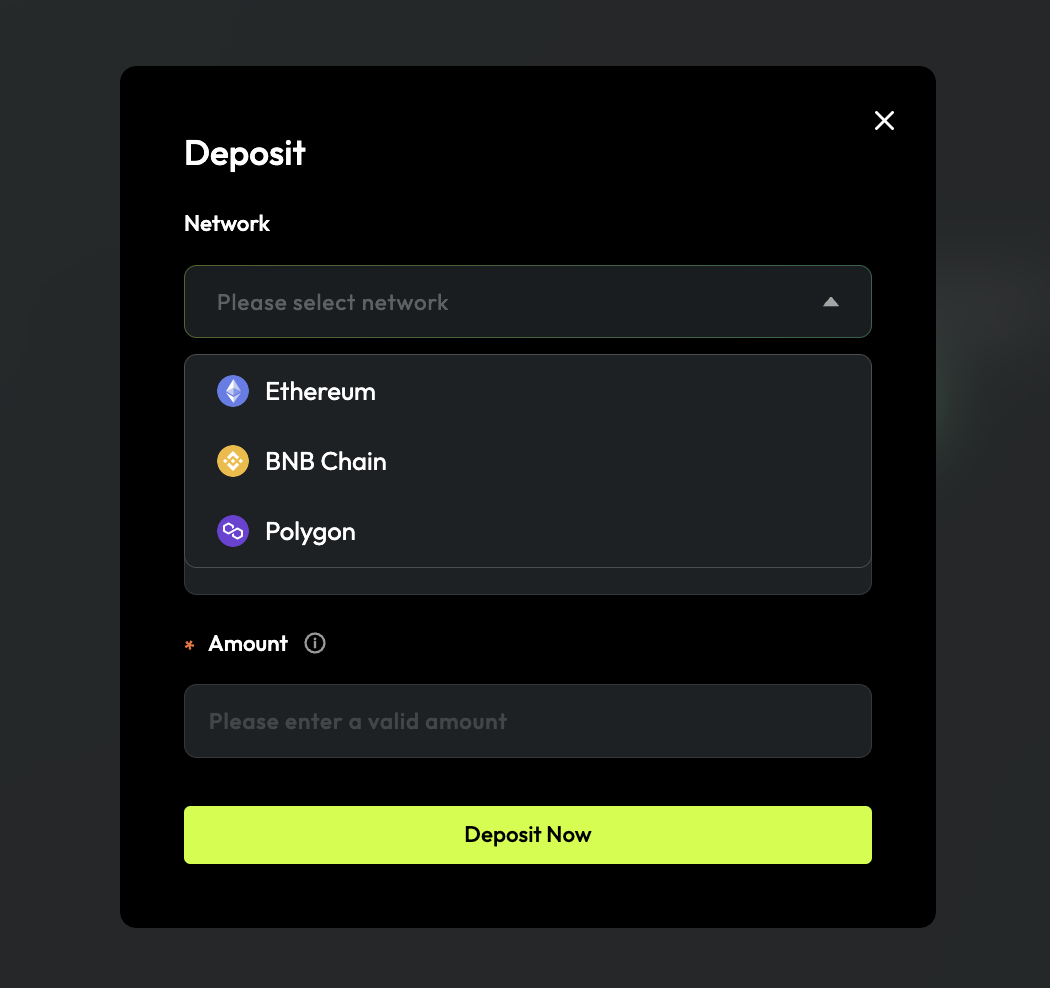 Deposit
Network
Please select network
Ethereum
BNB Chain
Polygon
* Amount
Please enter a valid amount
Deposit Now